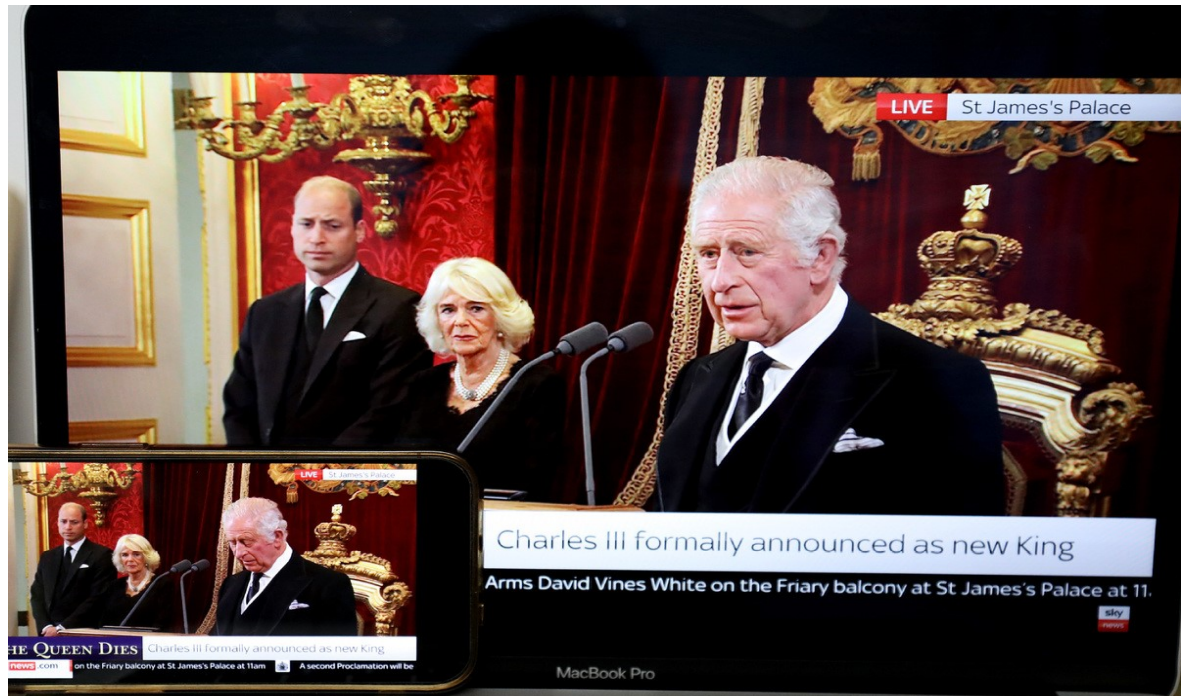 LIVE St James's Palace
Charles III formally announced as new King
Arms David Vines White on the Friary balcony at St James's Palace at 11.
sky
news
MacBook Pro
LIVE St James's Palace
HE QUEEN DIES Charles III formally announced as new King
news.com on the Friary balcony at St James's Palace at 11am A second Proclamation will be